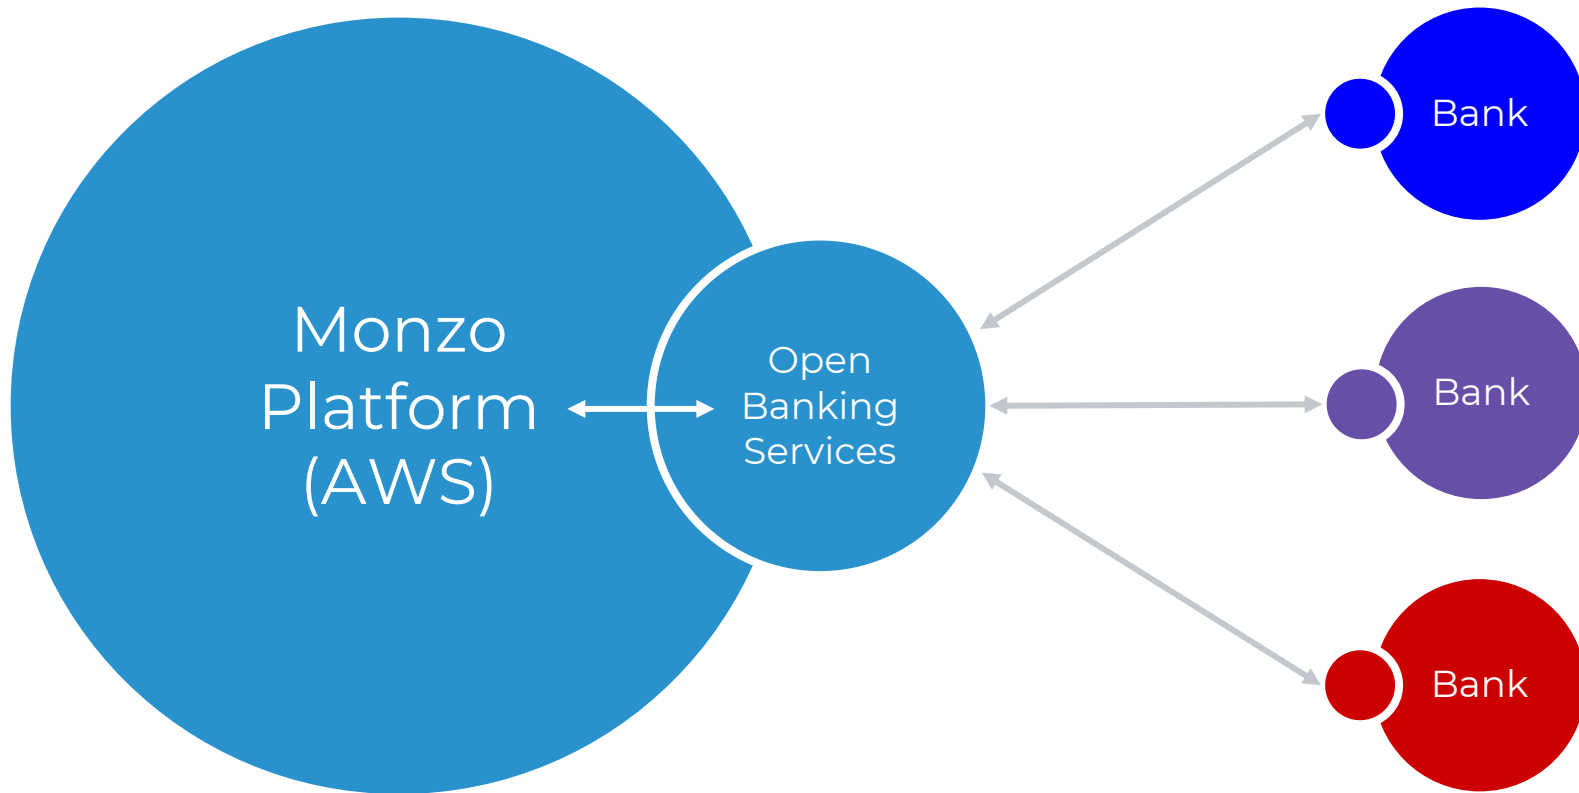 Monzo
Platform
(AWS)
Open
Banking
Services
Bank
Bank
Bank